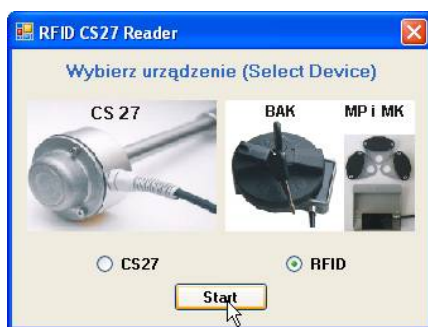 RFID CS27 Reader
Wybierz urządzenie (Select Device)
CS 27 BAK MP i MK
CS27 RFID
Start